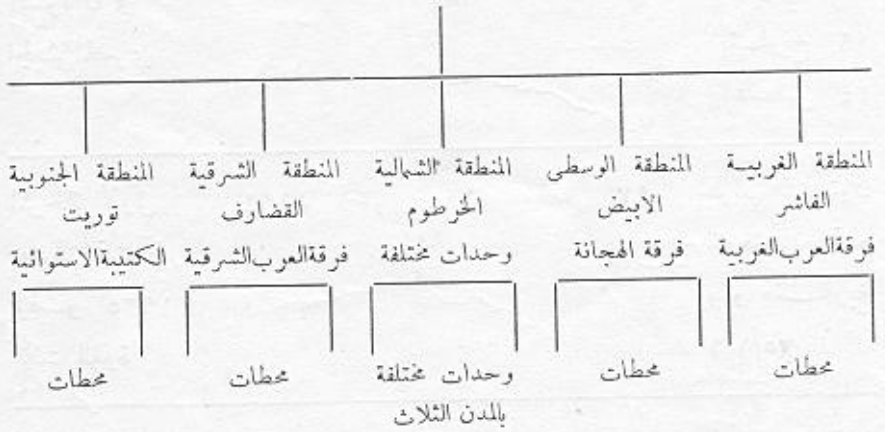 المنطقة الغربيـة المنطقة الوسطى المنطقة الشمالية المنطقة الشرقية المنطقة الجنوبية
الفاشر الابيض الخرطوم القضارف توريت
فرقةالعرب الغربية فرقة الهجانة وحدات مختلفة فرقةالعرب الشرقية الكتيبةالاستوائية
محطات محطات وحدات مختلفة محطات محطات
بالمدن الثلاث